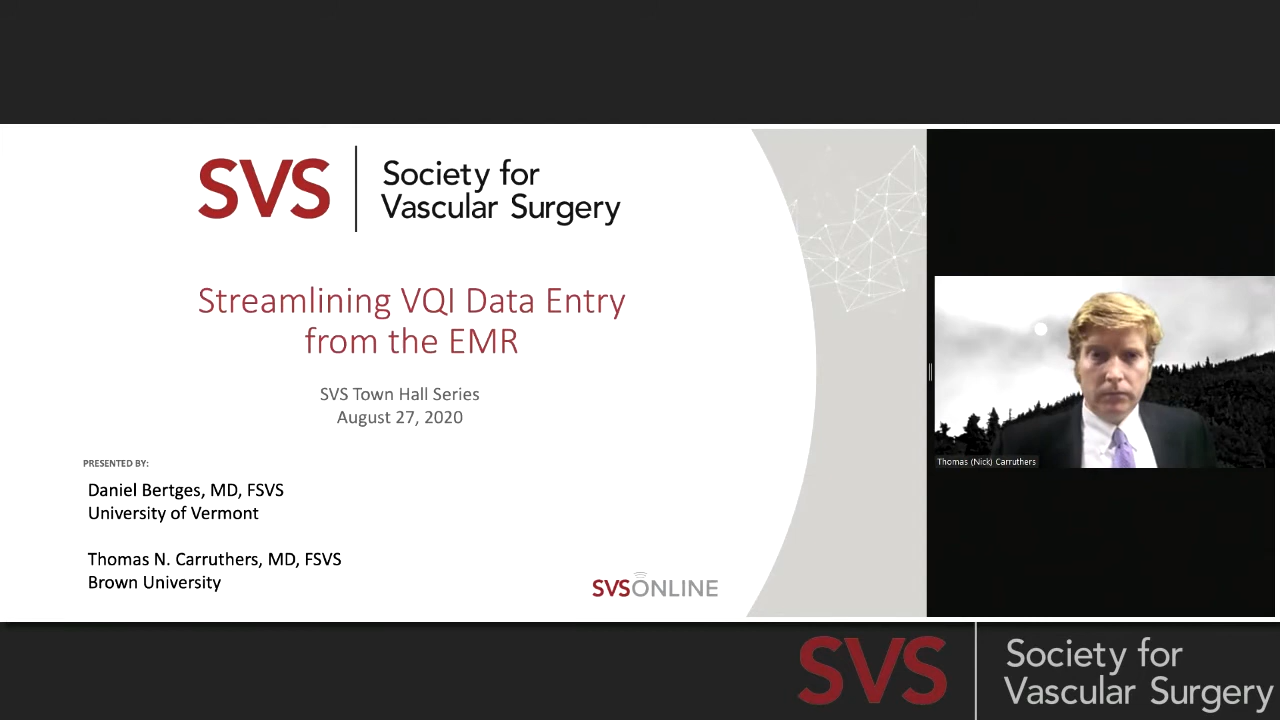 SVS
Society for
Vascular Surgery
Streamlining VQI Data Entry
from the EMR
SVS Town Hall Series
August 27, 2020
PRESENTED BY:
Daniel Bertges, MD, FSVS
University of Vermont
Thomas N. Carruthers, MD, FSVS
Brown University
SVSONLINE
Thomas (Nick) Carruthers
SVS
Society for
Vascular Surgery